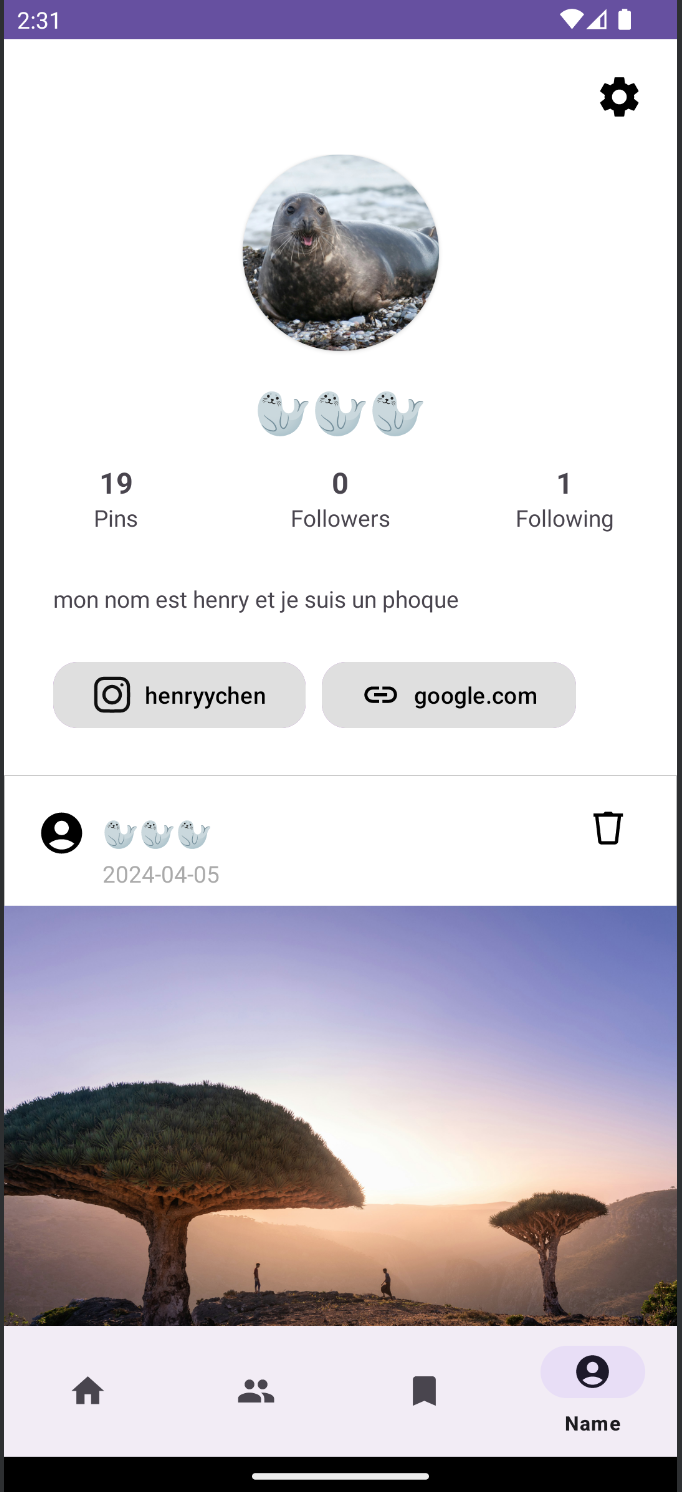 2:31
🦭🦭🦭
19 0 1
Pins Followers Following
mon nom est henry et je suis un phoque
henryychen google.com
🦭🦭🦭
2024-04-05
Name